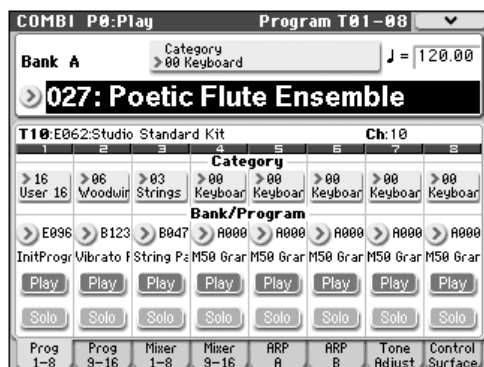 COMBI P0:Play Program T01-08
Bank A
Category
00 Keyboard
♩ = 120.00
027: Poetic Flute Ensemble
T10:E062:Studio Standard Kit Ch:10
1 2 3 4 5 6 7 8
Category
16 06 03 00 00 00 00 00
User 16 Woodwin Strings Keyboar Keyboar Keyboar Keyboar Keyboar
Bank/Program
E096 B123 B047 A000 A000 A000 A000 A000
InitProgr Vibrato F String Pa M50 Gran M50 Gran M50 Gran M50 Gran M50 Gran
Play Play Play Play Play Play Play Play
Solo Solo Solo Solo Solo Solo Solo Solo
Prog 1-8 Prog 9-16 Mixer 1-8 Mixer 9-16 ARP A ARP B Tone Adjust Control Surface